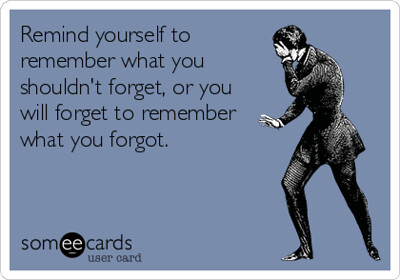 Remind yourself to
remember what you
shouldn't forget, or you
will forget to remember
what you forgot.
someecards
user card